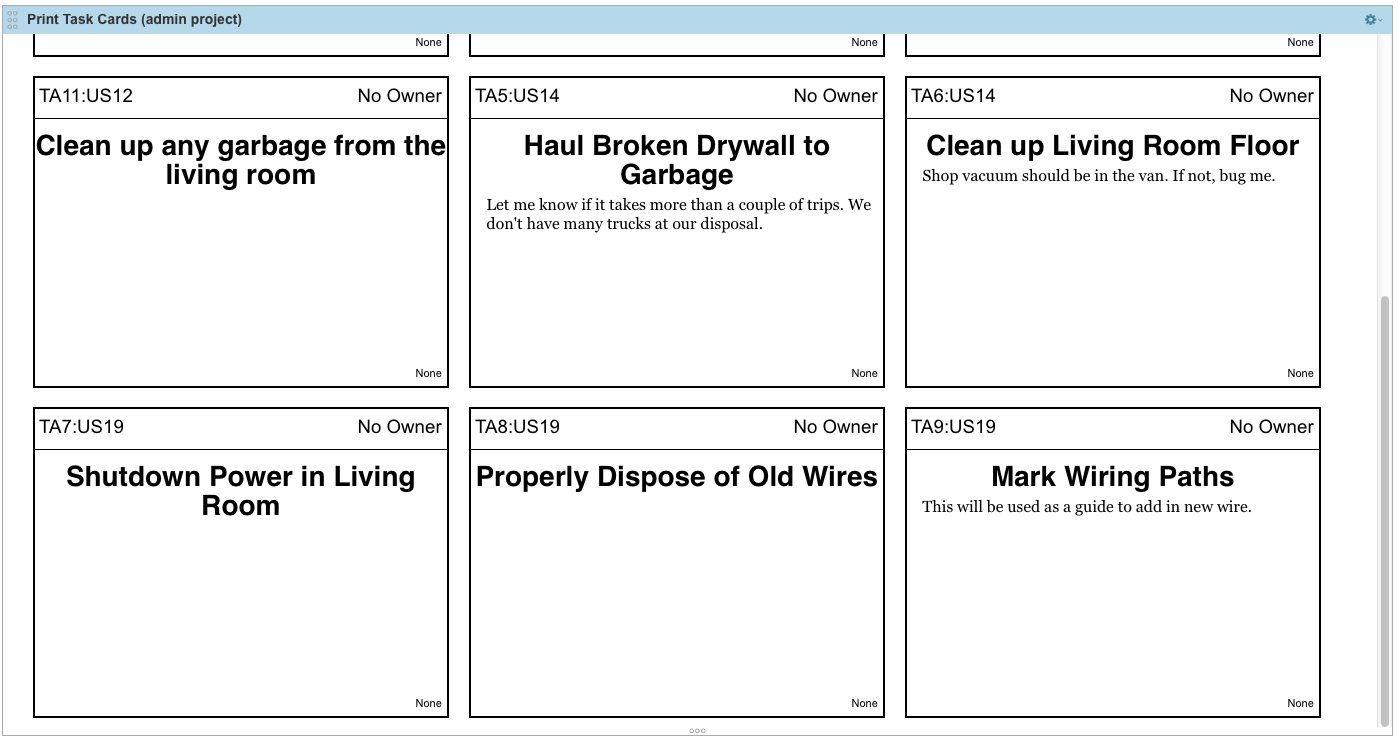 Print Task Cards (admin project)
None None None
TA11:US12 No Owner TA5:US14 No Owner TA6:US14 No Owner
Clean up any garbage from the
living room
Haul Broken Drywall to
Garbage
Let me know if it takes more than a couple of trips. We
don't have many trucks at our disposal.
Clean up Living Room Floor
Shop vacuum should be in the van. If not, bug me.
None None None
TA7:US19 No Owner TA8:US19 No Owner TA9:US19 No Owner
Shutdown Power in Living
Room
Properly Dispose of Old Wires
Mark Wiring Paths
This will be used as a guide to add in new wire.
None None None